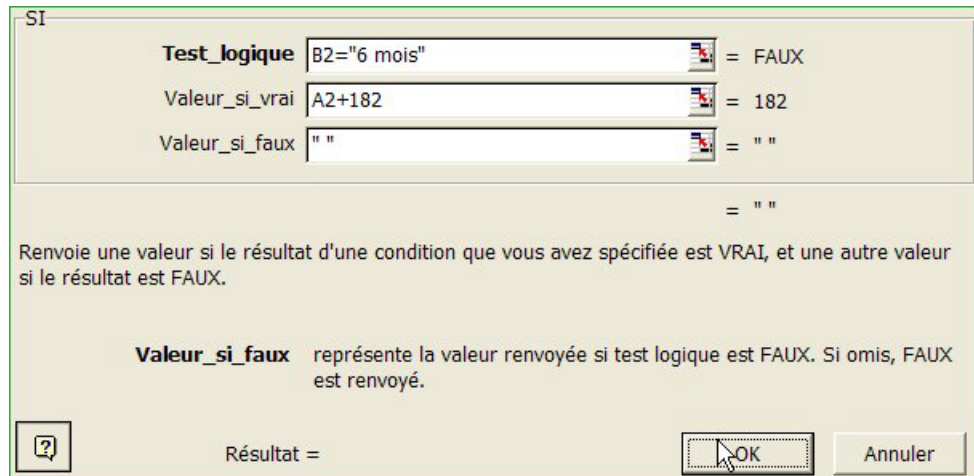 SI
Test_logique B2="6 mois" = FAUX
Valeur_si_vrai A2+182 = 182
Valeur_si_faux " " = " "
= " "
Renvoie une valeur si le résultat d'une condition que vous avez spécifiée est VRAI, et une autre valeur
si le résultat est FAUX.
Valeur_si_faux représente la valeur renvoyée si test logique est FAUX. Si omis, FAUX
est renvoyé.
? Résultat = OK Annuler